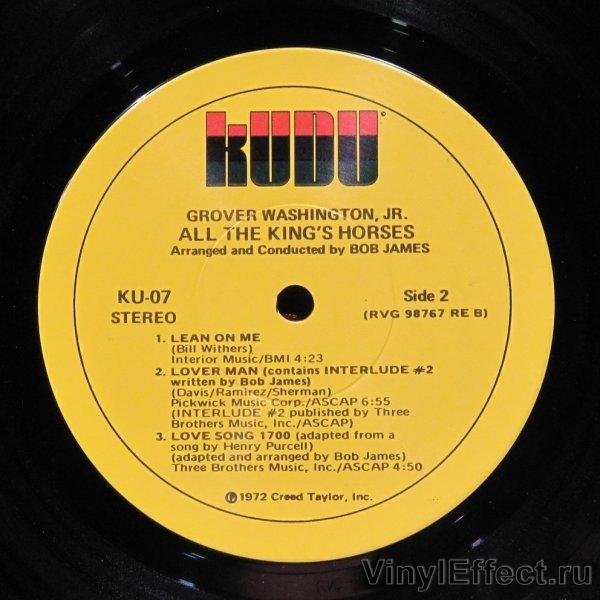 KUDU ©
GROVER WASHINGTON, JR.
ALL THE KING'S HORSES
Arranged and Conducted by BOB JAMES
KU-07
STEREO
Side 2
(RVG 98767 RE B)
1. LEAN ON ME
(Bill Withers)
Interior Music/BMI 4:23
2. LOVER MAN (contains INTERLUDE #2
written by Bob James)
(Davis/Ramirez/Sherman)
Pickwick Music Corp./ASCAP 6:55
(INTERLUDE #2 published by Three
Brothers Music, Inc./ASCAP)
3. LOVE SONG 1700 (adapted from a
song by Henry Purcell)
(adapted and arranged by Bob James)
Three Brothers Music, Inc./ASCAP 4:50
℗1972 Creed Taylor, Inc.
VinylEffect.ru